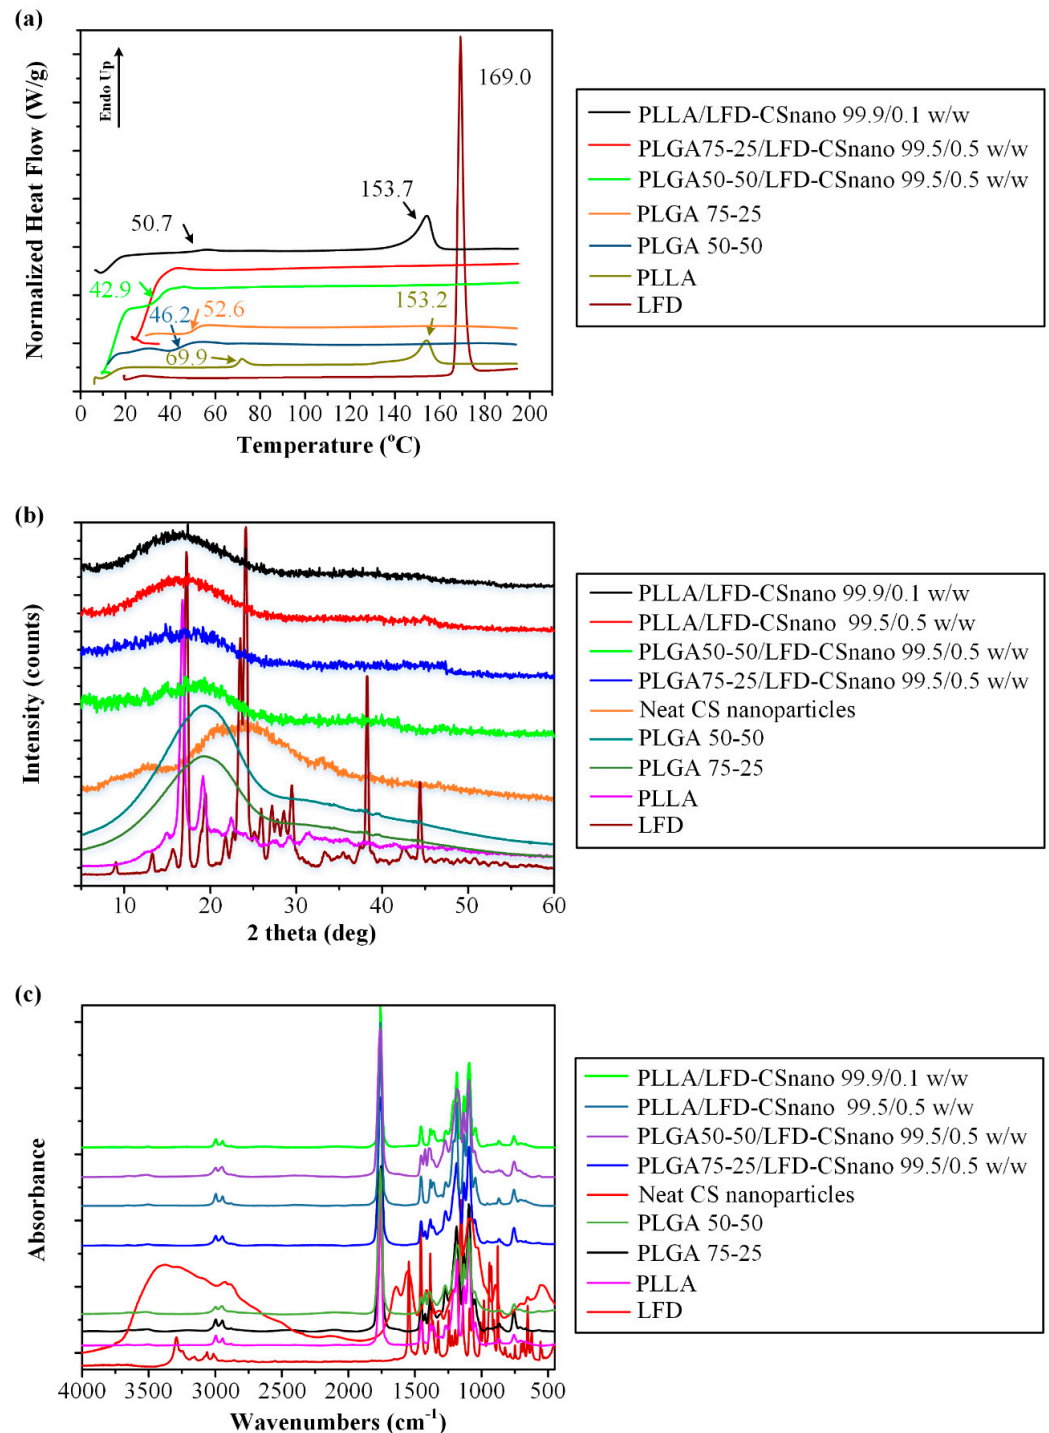 (a)
Normalized Heat Flow (W/g)
Endo Up
169.0
153.7
50.7
42.9
46.2
52.6
153.2
69.9
0 20 40 60 80 100 120 140 160 180 200
Temperature (°C)
PLLA/LFD-CSnano 99.9/0.1 w/w
PLGA75-25/LFD-CSnano 99.5/0.5 w/w
PLGA50-50/LFD-CSnano 99.5/0.5 w/w
PLGA 75-25
PLGA 50-50
PLLA
LFD
(b)
Intensity (counts)
10 20 30 40 50 60
2 theta (deg)
PLLA/LFD-CSnano 99.9/0.1 w/w
PLLA/LFD-CSnano 99.5/0.5 w/w
PLGA50-50/LFD-CSnano 99.5/0.5 w/w
PLGA75-25/LFD-CSnano 99.5/0.5 w/w
Neat CS nanoparticles
PLGA 50-50
PLGA 75-25
PLLA
LFD
(c)
Absorbance
4000 3500 3000 2500 2000 1500 1000 500
Wavenumbers (cm⁻¹)
PLLA/LFD-CSnano 99.9/0.1 w/w
PLLA/LFD-CSnano 99.5/0.5 w/w
PLGA50-50/LFD-CSnano 99.5/0.5 w/w
PLGA75-25/LFD-CSnano 99.5/0.5 w/w
Neat CS nanoparticles
PLGA 50-50
PLGA 75-25
PLLA
LFD